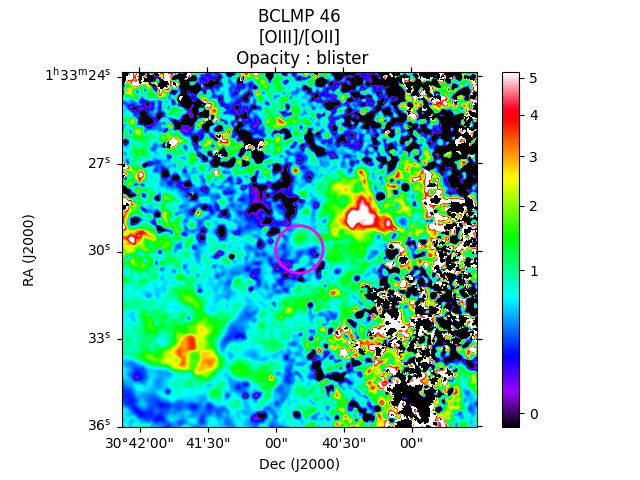 BCLMP 46
[OIII]/[OII]
Opacity : blister
1h33m24s
27s
30s
33s
36s
RA (J2000)
30°42'00" 41'30" 00" 40'30" 00"
Dec (J2000)
5
4
3
2
1
0